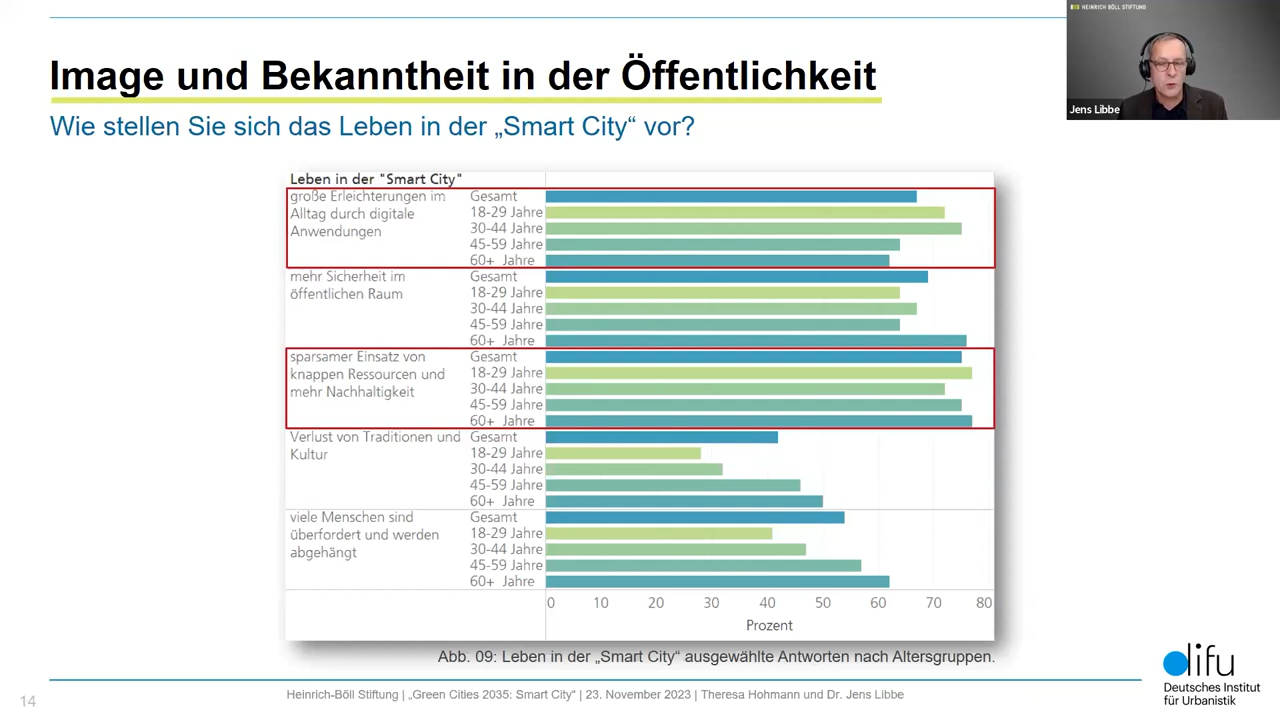 HEINRICH BÖLL STIFTUNG
Jens Libbe
Image und Bekanntheit in der Öffentlichkeit
Wie stellen Sie sich das Leben in der „Smart City“ vor?
Leben in der "Smart City"
große Erleichterungen im
Alltag durch digitale
Anwendungen
Gesamt
18-29 Jahre
30-44 Jahre
45-59 Jahre
60+ Jahre
mehr Sicherheit im
öffentlichen Raum
Gesamt
18-29 Jahre
30-44 Jahre
45-59 Jahre
60+ Jahre
sparsamer Einsatz von
knappen Ressourcen und
mehr Nachhaltigkeit
Gesamt
18-29 Jahre
30-44 Jahre
45-59 Jahre
60+ Jahre
Verlust von Traditionen und
Kultur
Gesamt
18-29 Jahre
30-44 Jahre
45-59 Jahre
60+ Jahre
viele Menschen sind
überfordert und werden
abgehängt
Gesamt
18-29 Jahre
30-44 Jahre
45-59 Jahre
60+ Jahre
0 10 20 30 40 50 60 70 80
Prozent
Abb. 09: Leben in der „Smart City“ ausgewählte Antworten nach Altersgruppen.
14
Heinrich-Böll Stiftung | „Green Cities 2035: Smart City“ | 23. November 2023 | Theresa Hohmann und Dr. Jens Libbe
difu
Deutsches Institut
für Urbanistik